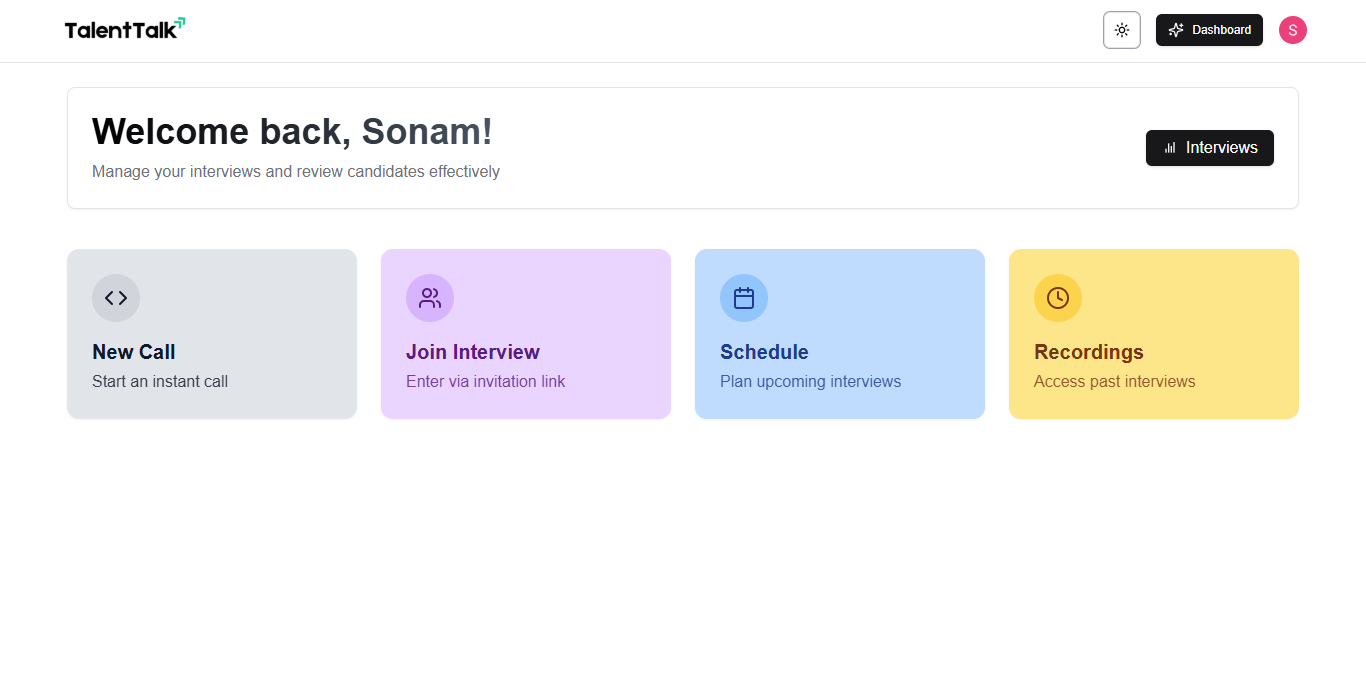 TalentTalk
Dashboard
S
Welcome back, Sonam!
Manage your interviews and review candidates effectively
Interviews
New Call
Start an instant call
Join Interview
Enter via invitation link
Schedule
Plan upcoming interviews
Recordings
Access past interviews